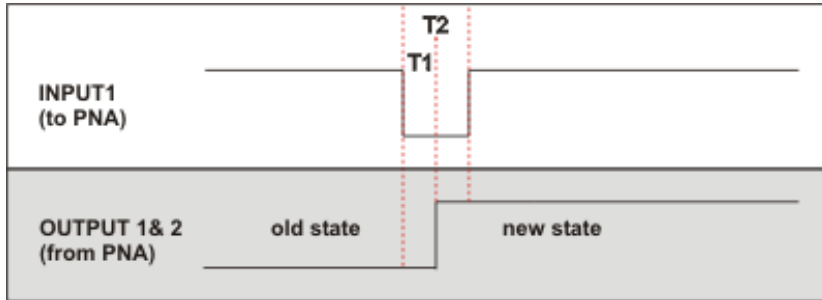 T2
T1
INPUT1
(to PNA)
OUTPUT 1& 2
(from PNA)
old state
new state